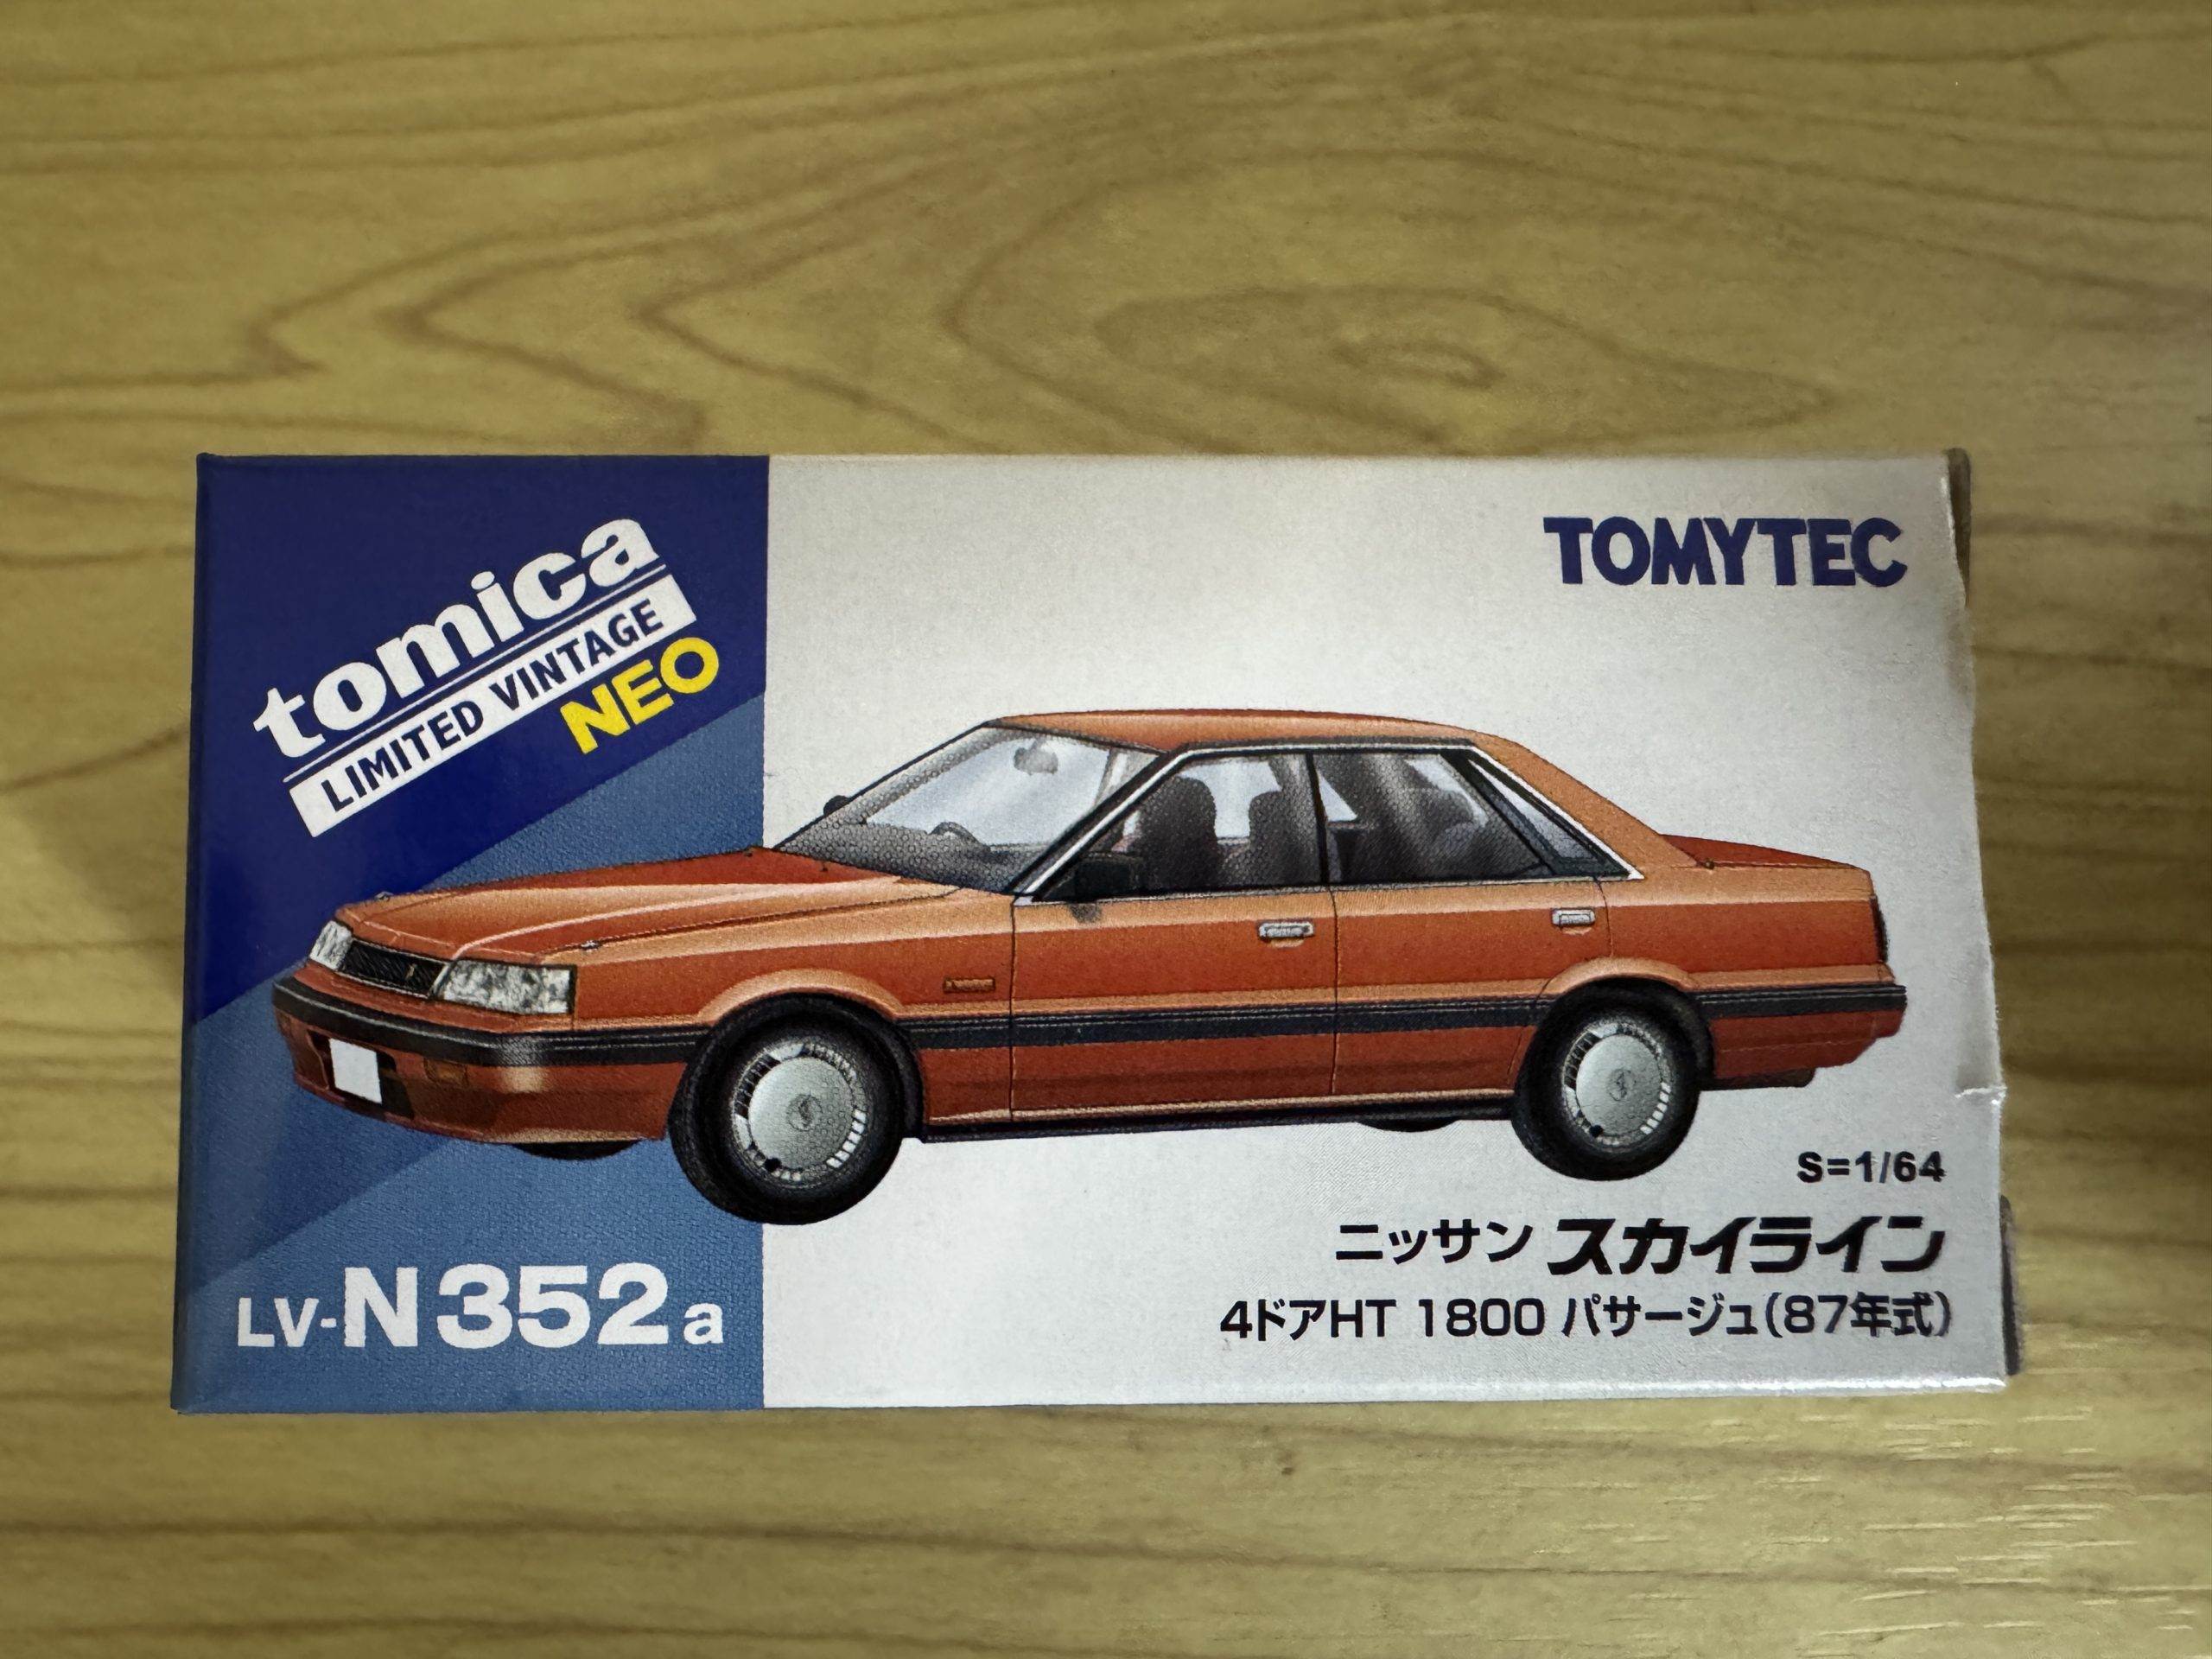 tomica
LIMITED VINTAGE
NEO
TOMYTEC
S=1/64
ニッサン スカイライン
4ドアHT 1800 パサージュ(87年式)
LV-N352a